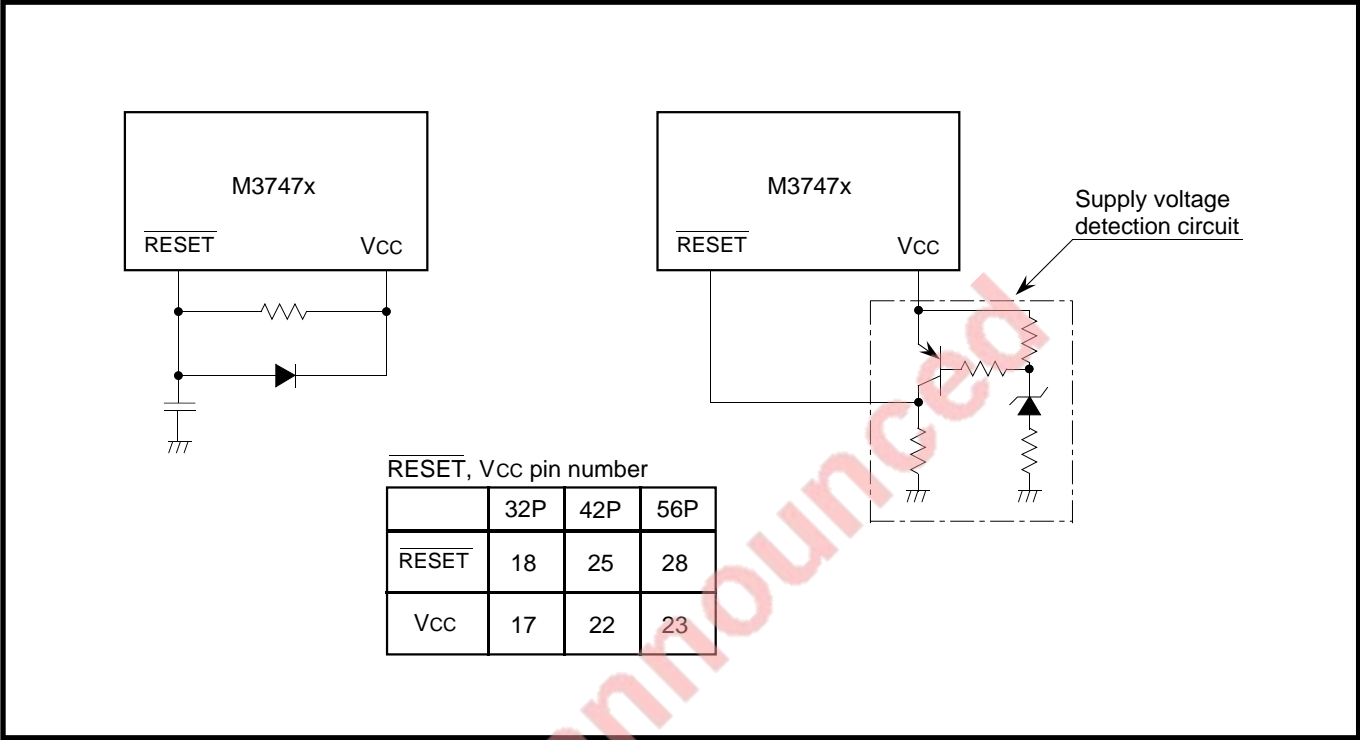 M3747x
RESET VCC
M3747x
RESET VCC
Supply voltage
detection circuit
RESET, VCC pin number
32P 42P 56P
RESET 18 25 28
VCC 17 22 23
nnounced